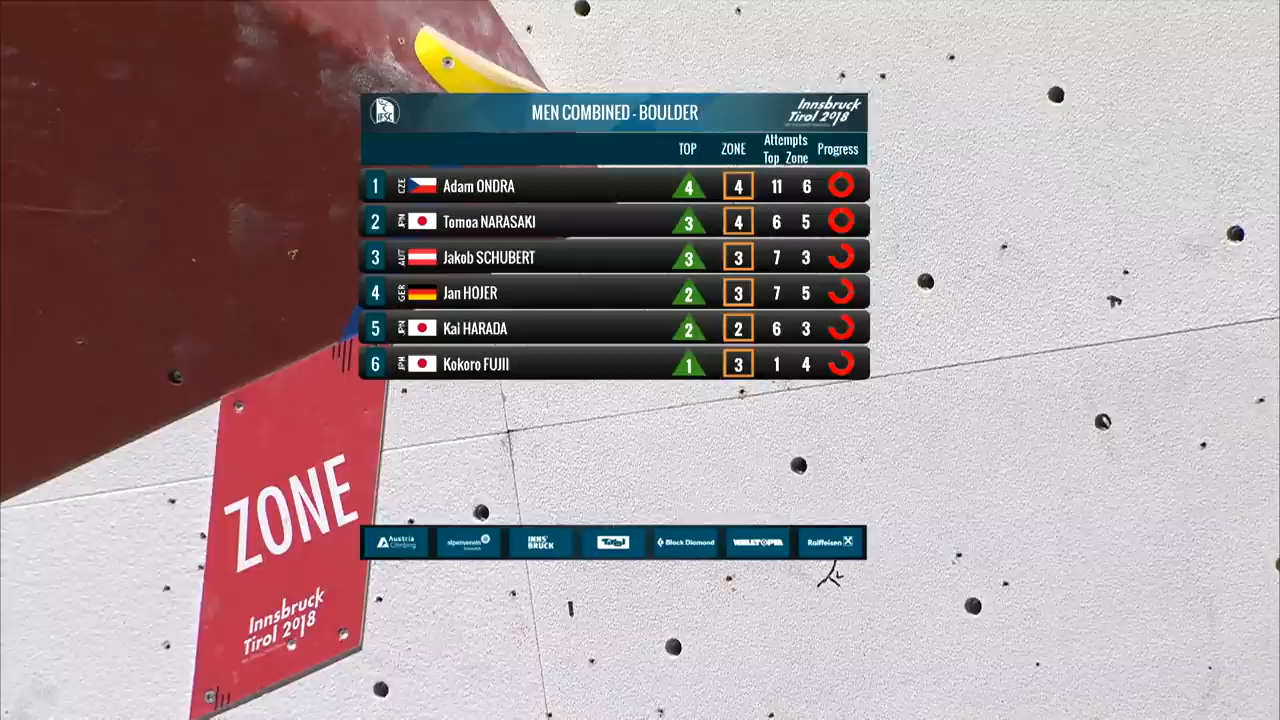 MEN COMBINED - BOULDER
Innsbruck
Tirol 2018
TOP ZONE Attempts Progress
Top Zone
1 CZE Adam ONDRA 4 4 11 6
2 JPN Tomoa NARASAKI 3 4 6 5
3 AUT Jakob SCHUBERT 3 3 7 3
4 GER Jan HOJER 2 3 7 5
5 JPN Kai HARADA 2 2 6 3
6 JPN Kokoro FUJII 1 3 1 4
ZONE
Innsbruck
Tirol 2018
Austria
Climbing
alpenverein
INNS'
BRUCK
Tirol
Black Diamond
WALLTOPIA
Raiffeisen